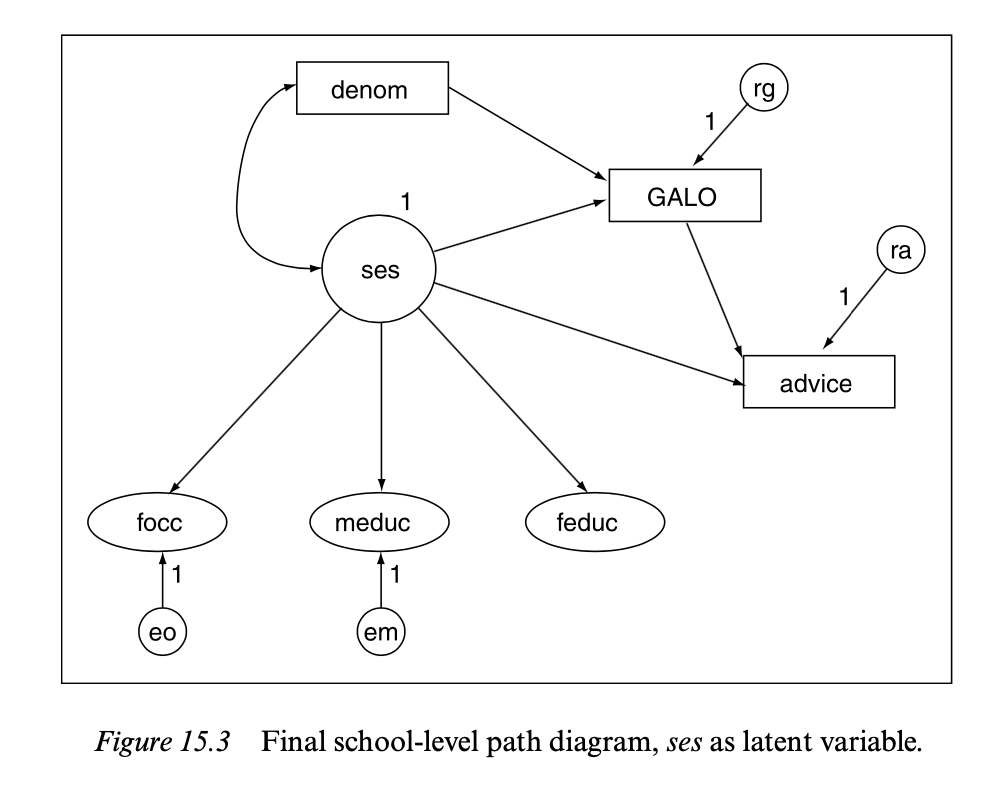 denom
rg
1
GALO
1
ses
ra
1
advice
focc
meduc
feduc
1
1
eo
em
Figure 15.3 Final school-level path diagram, ses as latent variable.